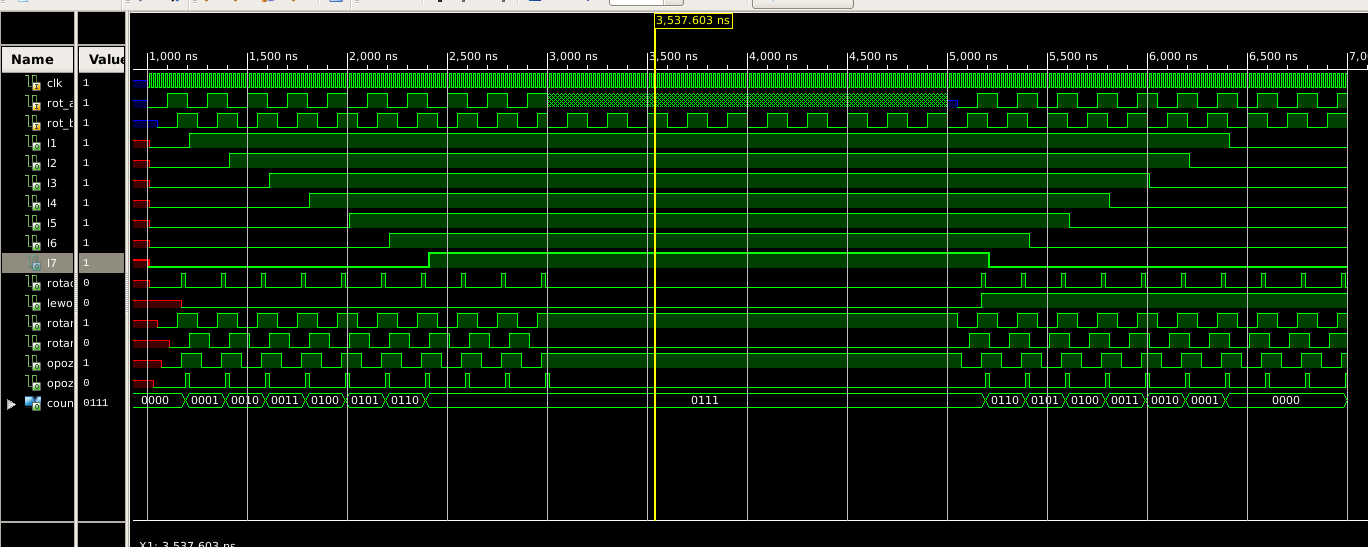 3,537.603 ns
Name Value
1,000 ns 1,500 ns 2,000 ns 2,500 ns 3,000 ns 3,500 ns 4,000 ns 4,500 ns 5,000 ns 5,500 ns 6,000 ns 6,500 ns 7,0
clk 1
rot_a 1
rot_b 1
l1 1
l2 1
l3 1
l4 1
l5 1
l6 1
l7 1
rotac 0
lewo 0
rotar 1
rotar 0
opoz 1
opoz 0
coun 0111 0000 0001 0010 0011 0100 0101 0110 0111 0110 0101 0100 0011 0010 0001 0000
X1: 3,537.603 ns